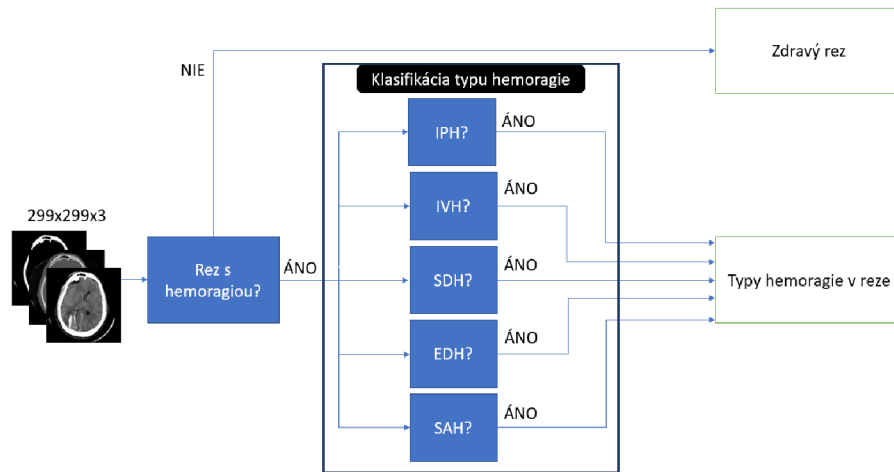 Zdravý rez
NIE
Klasifikácia typu hemoragie
IPH?
ÁNO
IVH?
ÁNO
299x299x3
Rez s
hemoragiou?
ÁNO
SDH?
ÁNO
Typy hemoragie v reze
EDH?
ÁNO
SAH?
ÁNO